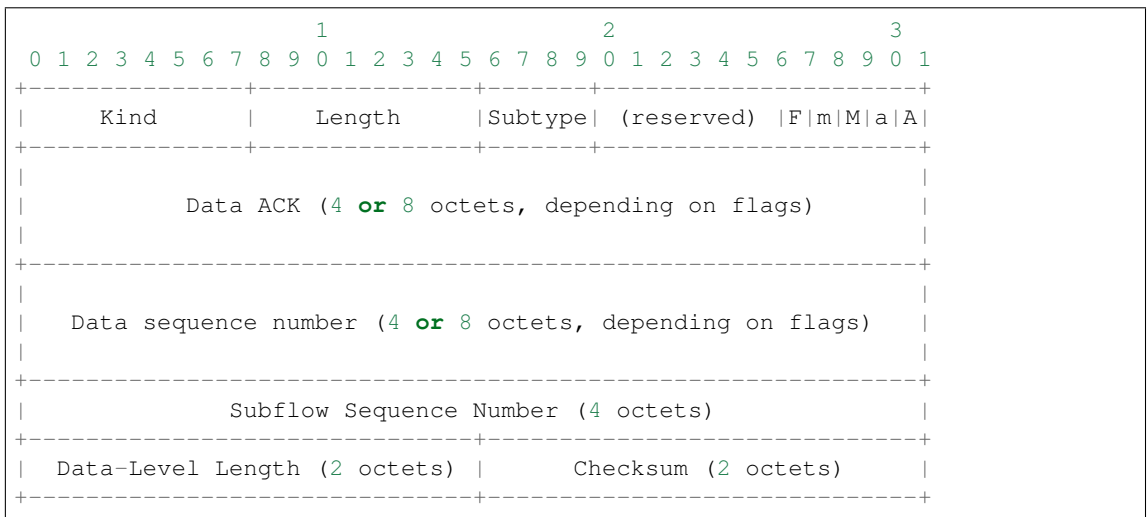 1                   2                   3
 0 1 2 3 4 5 6 7 8 9 0 1 2 3 4 5 6 7 8 9 0 1 2 3 4 5 6 7 8 9 0 1
+---------------+---------------+-------+----------------------+
|     Kind      |    Length     |Subtype| (reserved) |F|m|M|a|A|
+---------------+---------------+-------+----------------------+
|                                                              |
|           Data ACK (4 or 8 octets, depending on flags)       |
|                                                              |
+--------------------------------------------------------------+
|                                                              |
|   Data sequence number (4 or 8 octets, depending on flags)   |
|                                                              |
+--------------------------------------------------------------+
|              Subflow Sequence Number (4 octets)              |
+-------------------------------+------------------------------+
|  Data-Level Length (2 octets) |      Checksum (2 octets)     |
+-------------------------------+------------------------------+